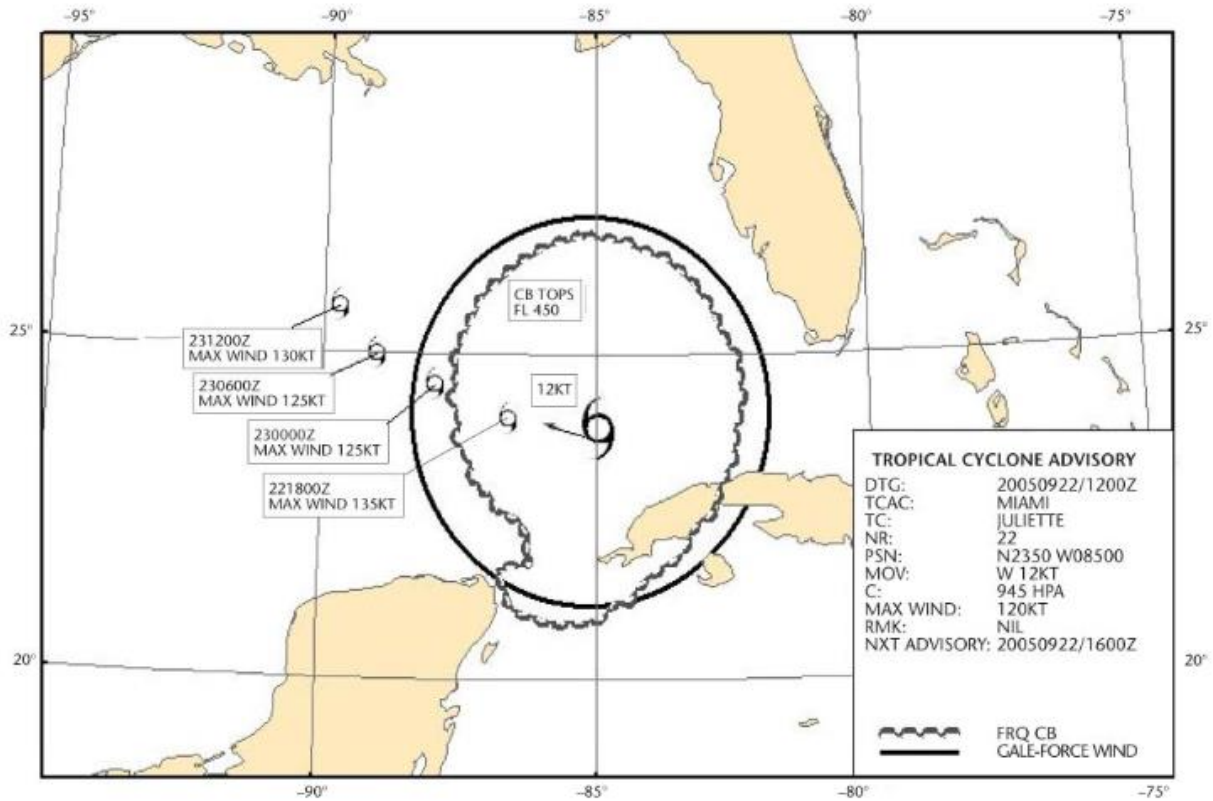 -95° -90° -85° -80° -75°
CB TOPS
FL 450
25° 25°
231200Z
MAX WIND 130KT
230600Z
MAX WIND 125KT
12KT
230000Z
MAX WIND 125KT
221800Z
MAX WIND 135KT
TROPICAL CYCLONE ADVISORY
DTG: 20050922/1200Z
TCAC: MIAMI
TC: JULIETTE
NR: 22
PSN: N2350 W08500
MOV: W 12KT
C: 945 HPA
MAX WIND: 120KT
RMK: NIL
NXT ADVISORY: 20050922/1600Z
20° 20°
FRQ CB
GALE-FORCE WIND
-90° -85° -80° -75°